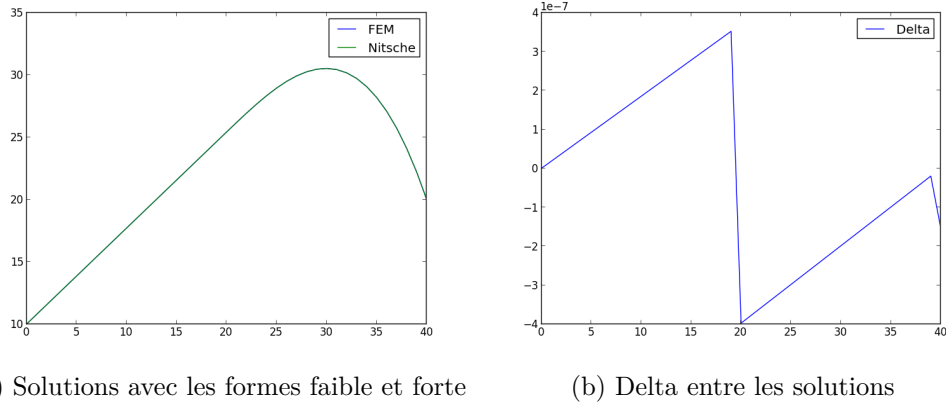 35
30
25
20
15
10
0 5 10 15 20 25 30 35 40
FEM
Nitsche
1e−7
4
3
2
1
0
−1
−2
−3
−4
0 5 10 15 20 25 30 35 40
Delta
) Solutions avec les formes faible et forte
(b) Delta entre les solutions